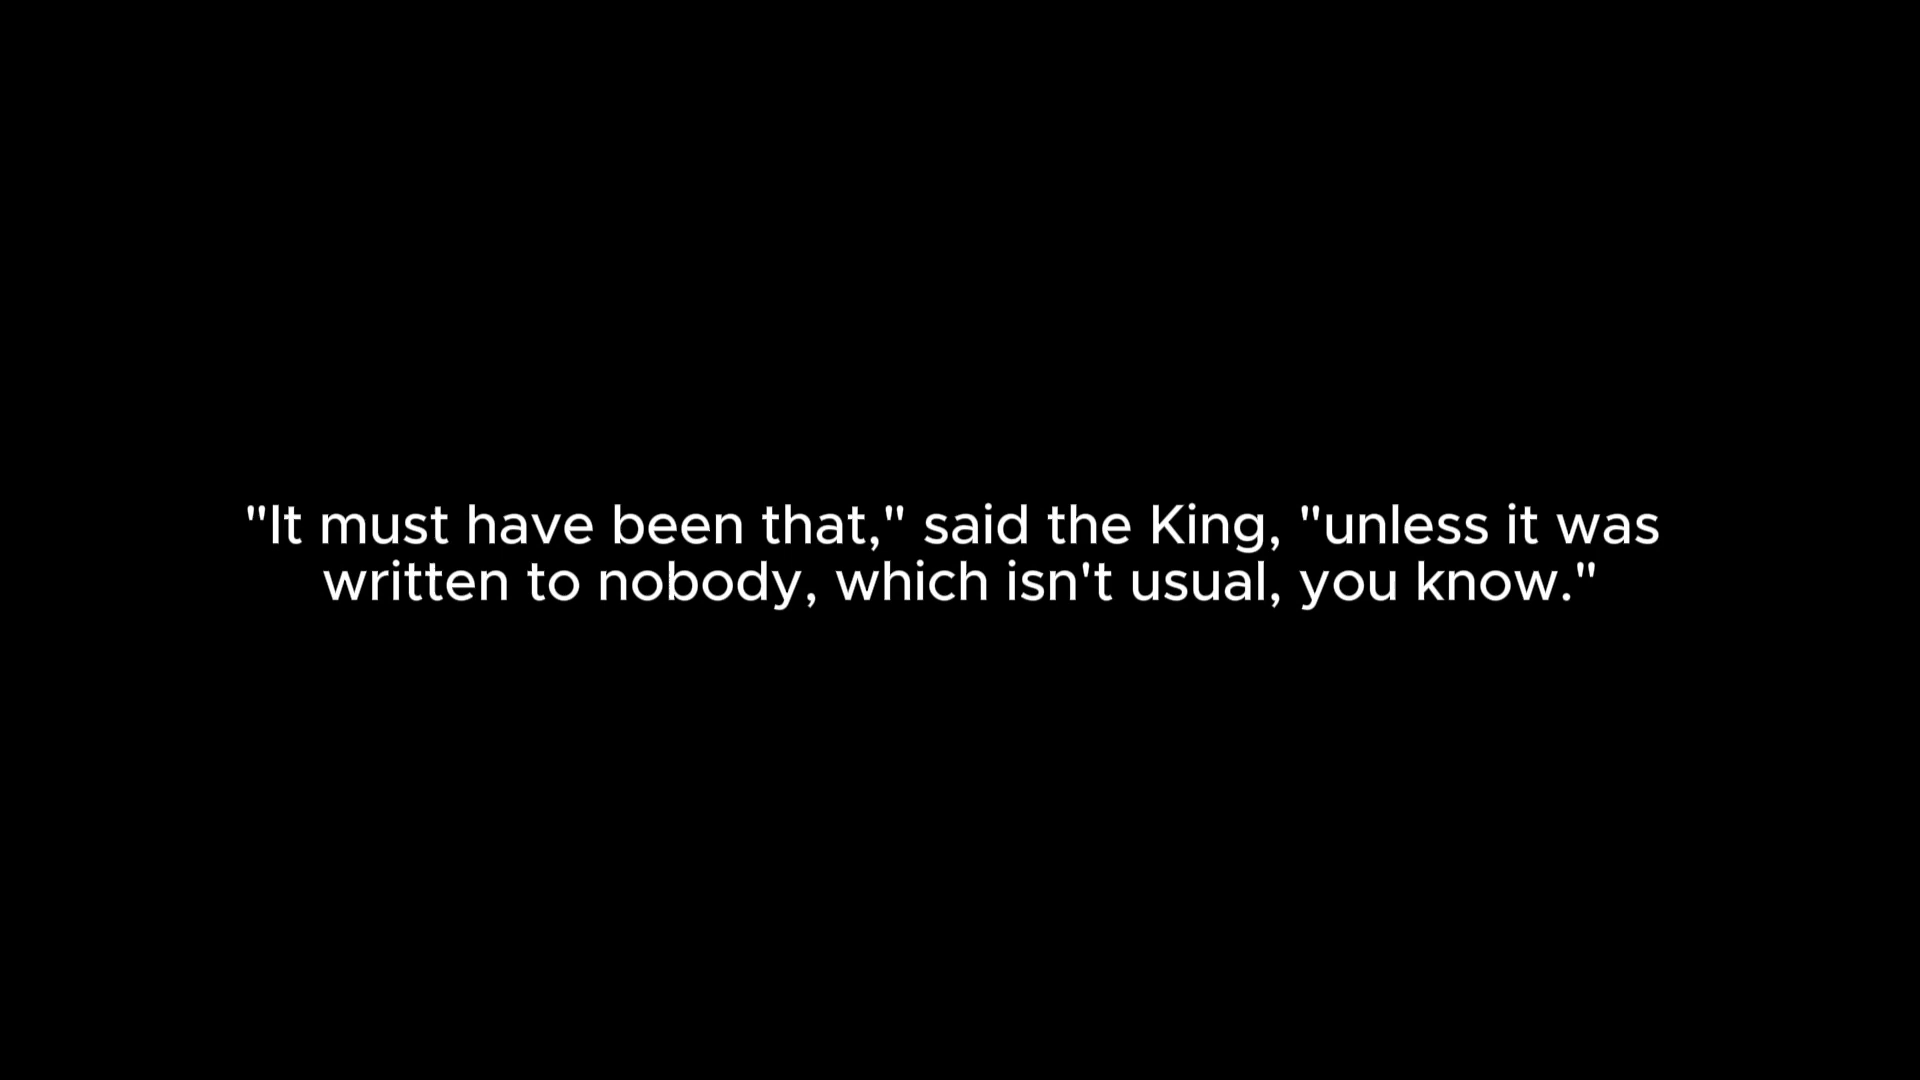 "It must have been that," said the King, "unless it was
written to nobody, which isn't usual, you know."